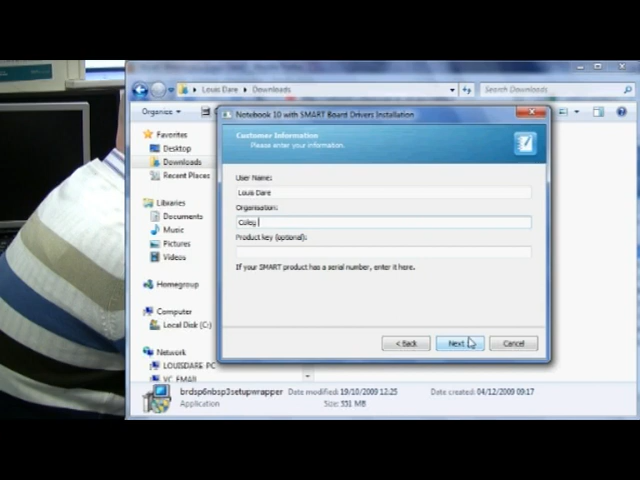 Louis Dare
Downloads
Search Downloads
Organize
Notebook 10 with SMART Board Drivers Installation
Customer Information
Please enter your information.
User Name:
Louis Dare
Organisation:
Coleg
Product key (optional):
If your SMART product has a serial number, enter it here.
< Back
Next
Cancel
Favorites
Desktop
Downloads
Recent Places
Libraries
Documents
Music
Pictures
Videos
Homegroup
Computer
Local Disk (C:)
Network
LOUISDARE_PC
VC_EMAIL
brdsp6nbsp3setupwrapper
Date modified: 19/10/2009 12:25
Date created: 04/12/2009 09:17
Application
Size: 551 MB